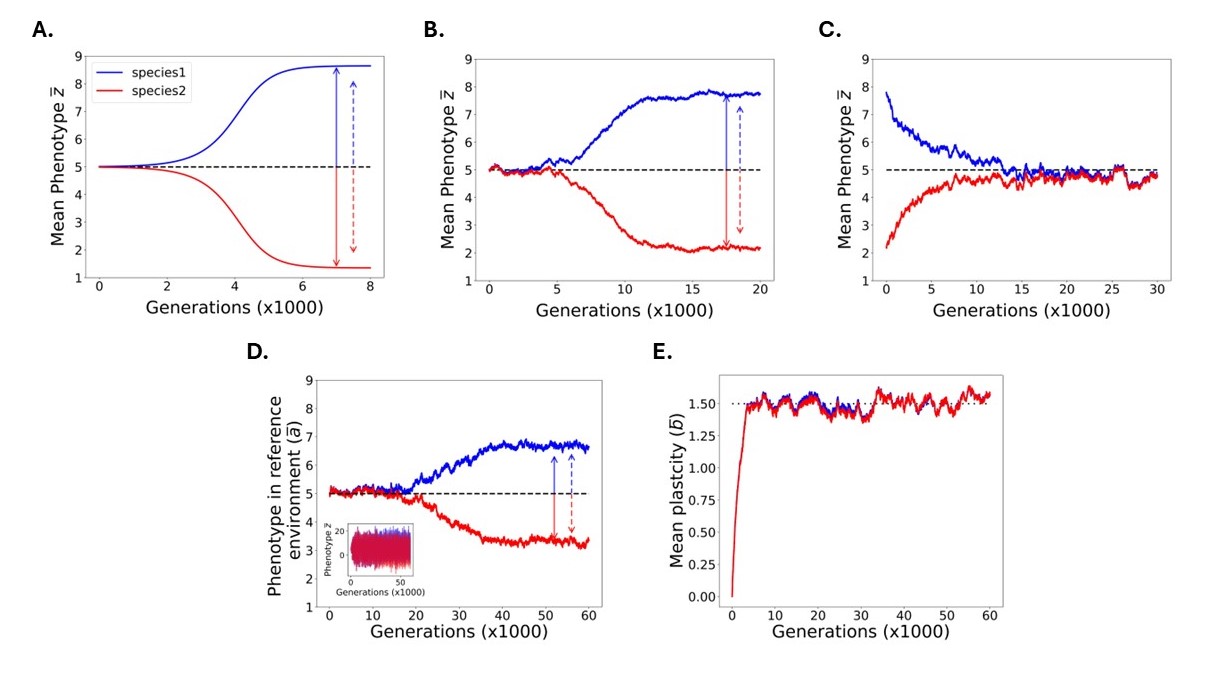 A.
Mean Phenotype z̅
9
8
7
6
5
4
3
2
1
species1
species2
0 2 4 6 8
Generations (x1000)
B.
Mean Phenotype z̅
9
8
7
6
5
4
3
2
1
0 5 10 15 20
Generations (x1000)
C.
Mean Phenotype z̅
9
8
7
6
5
4
3
2
1
0 5 10 15 20 25 30
Generations (x1000)
D.
Phenotype in reference
environment (a̅)
9
8
7
6
5
4
3
2
1
Phenotype z̅
20
0
0 50
Generations (x1000)
0 10 20 30 40 50 60
Generations (x1000)
E.
Mean plastcity (b̅)
1.50
1.25
1.00
0.75
0.50
0.25
0.00
0 10 20 30 40 50 60
Generations (x1000)